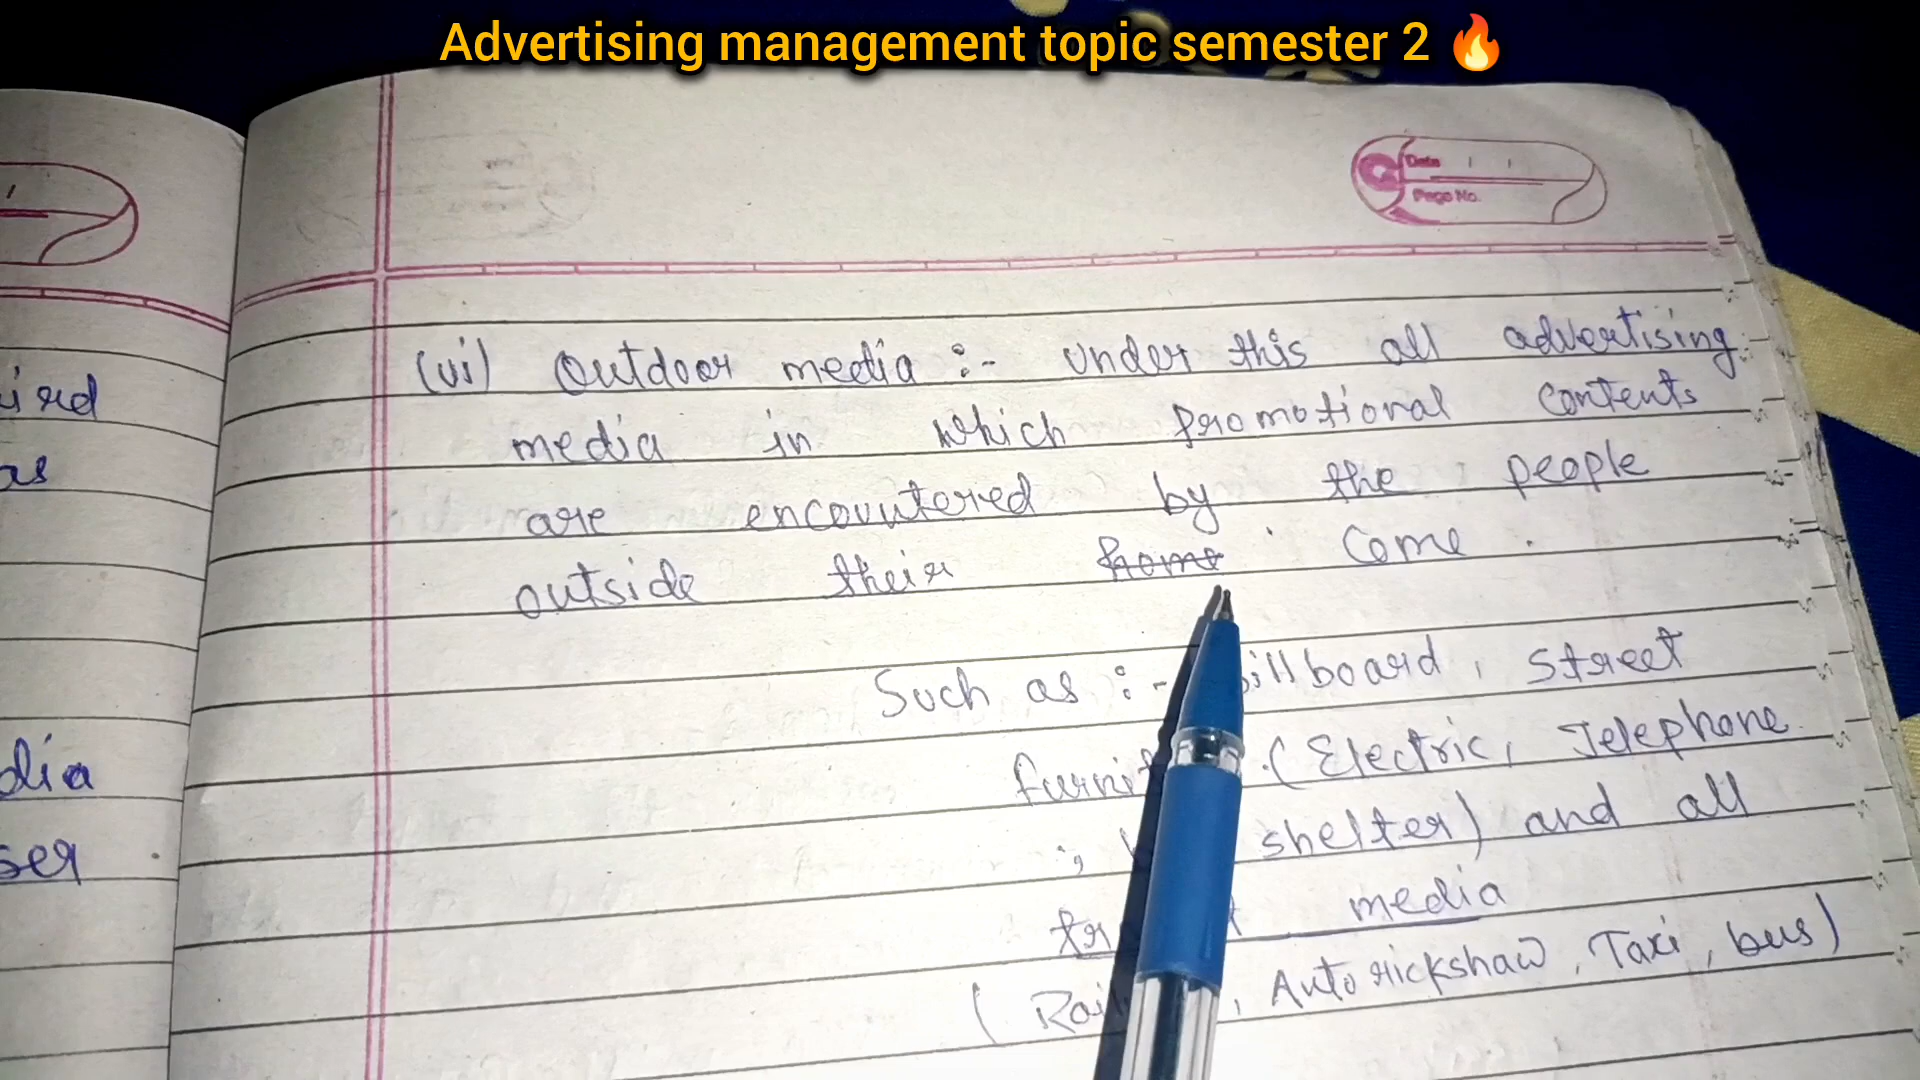 Advertising management topic semester 2 🔥
Date
Page No.
(vi) Outdoor media :- Under this all advertising
media in which promotional contents
are encountered by the people
outside their home come .
Such as :- billboard , street
(Electric, Telephone
, shelter) and all
media
( , Auto rickshaw , Taxi , bus)
as